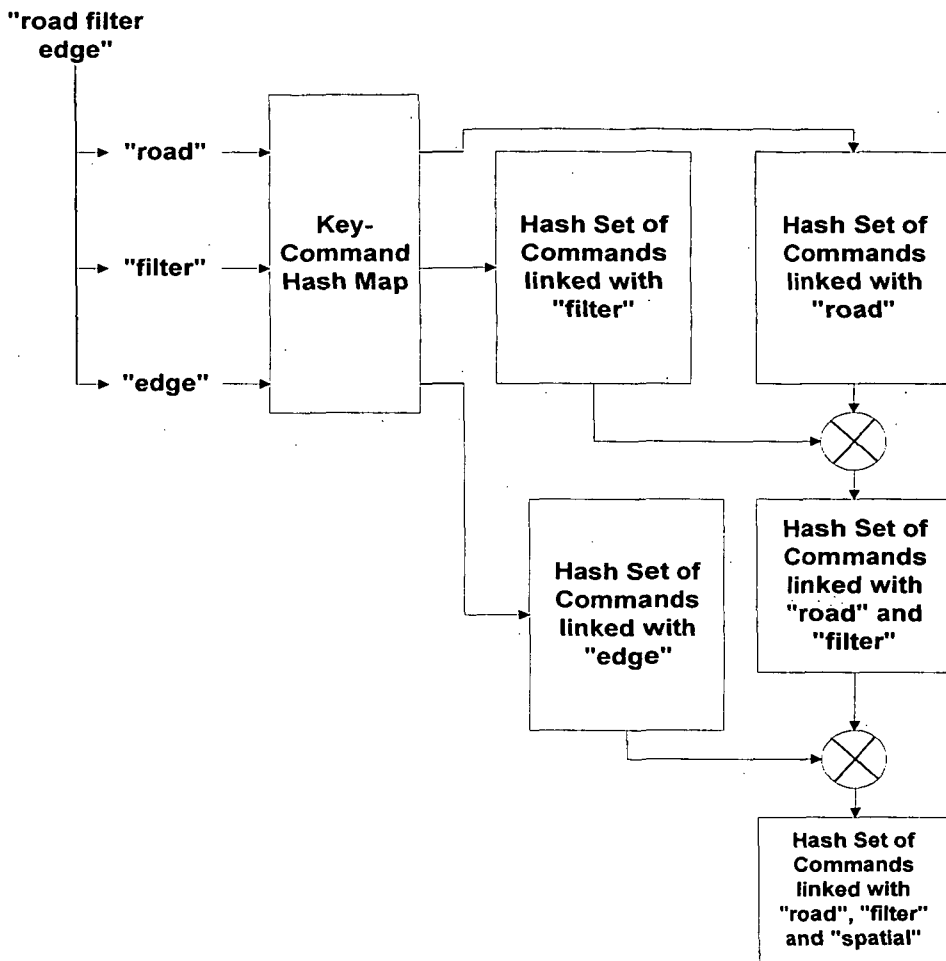 "road filter
edge"
"road"
"filter"
"edge"
Key-
Command
Hash Map
Hash Set of
Commands
linked with
"filter"
Hash Set of
Commands
linked with
"road"
Hash Set of
Commands
linked with
"edge"
Hash Set of
Commands
linked with
"road" and
"filter"
Hash Set of
Commands
linked with
"road", "filter"
and "spatial"